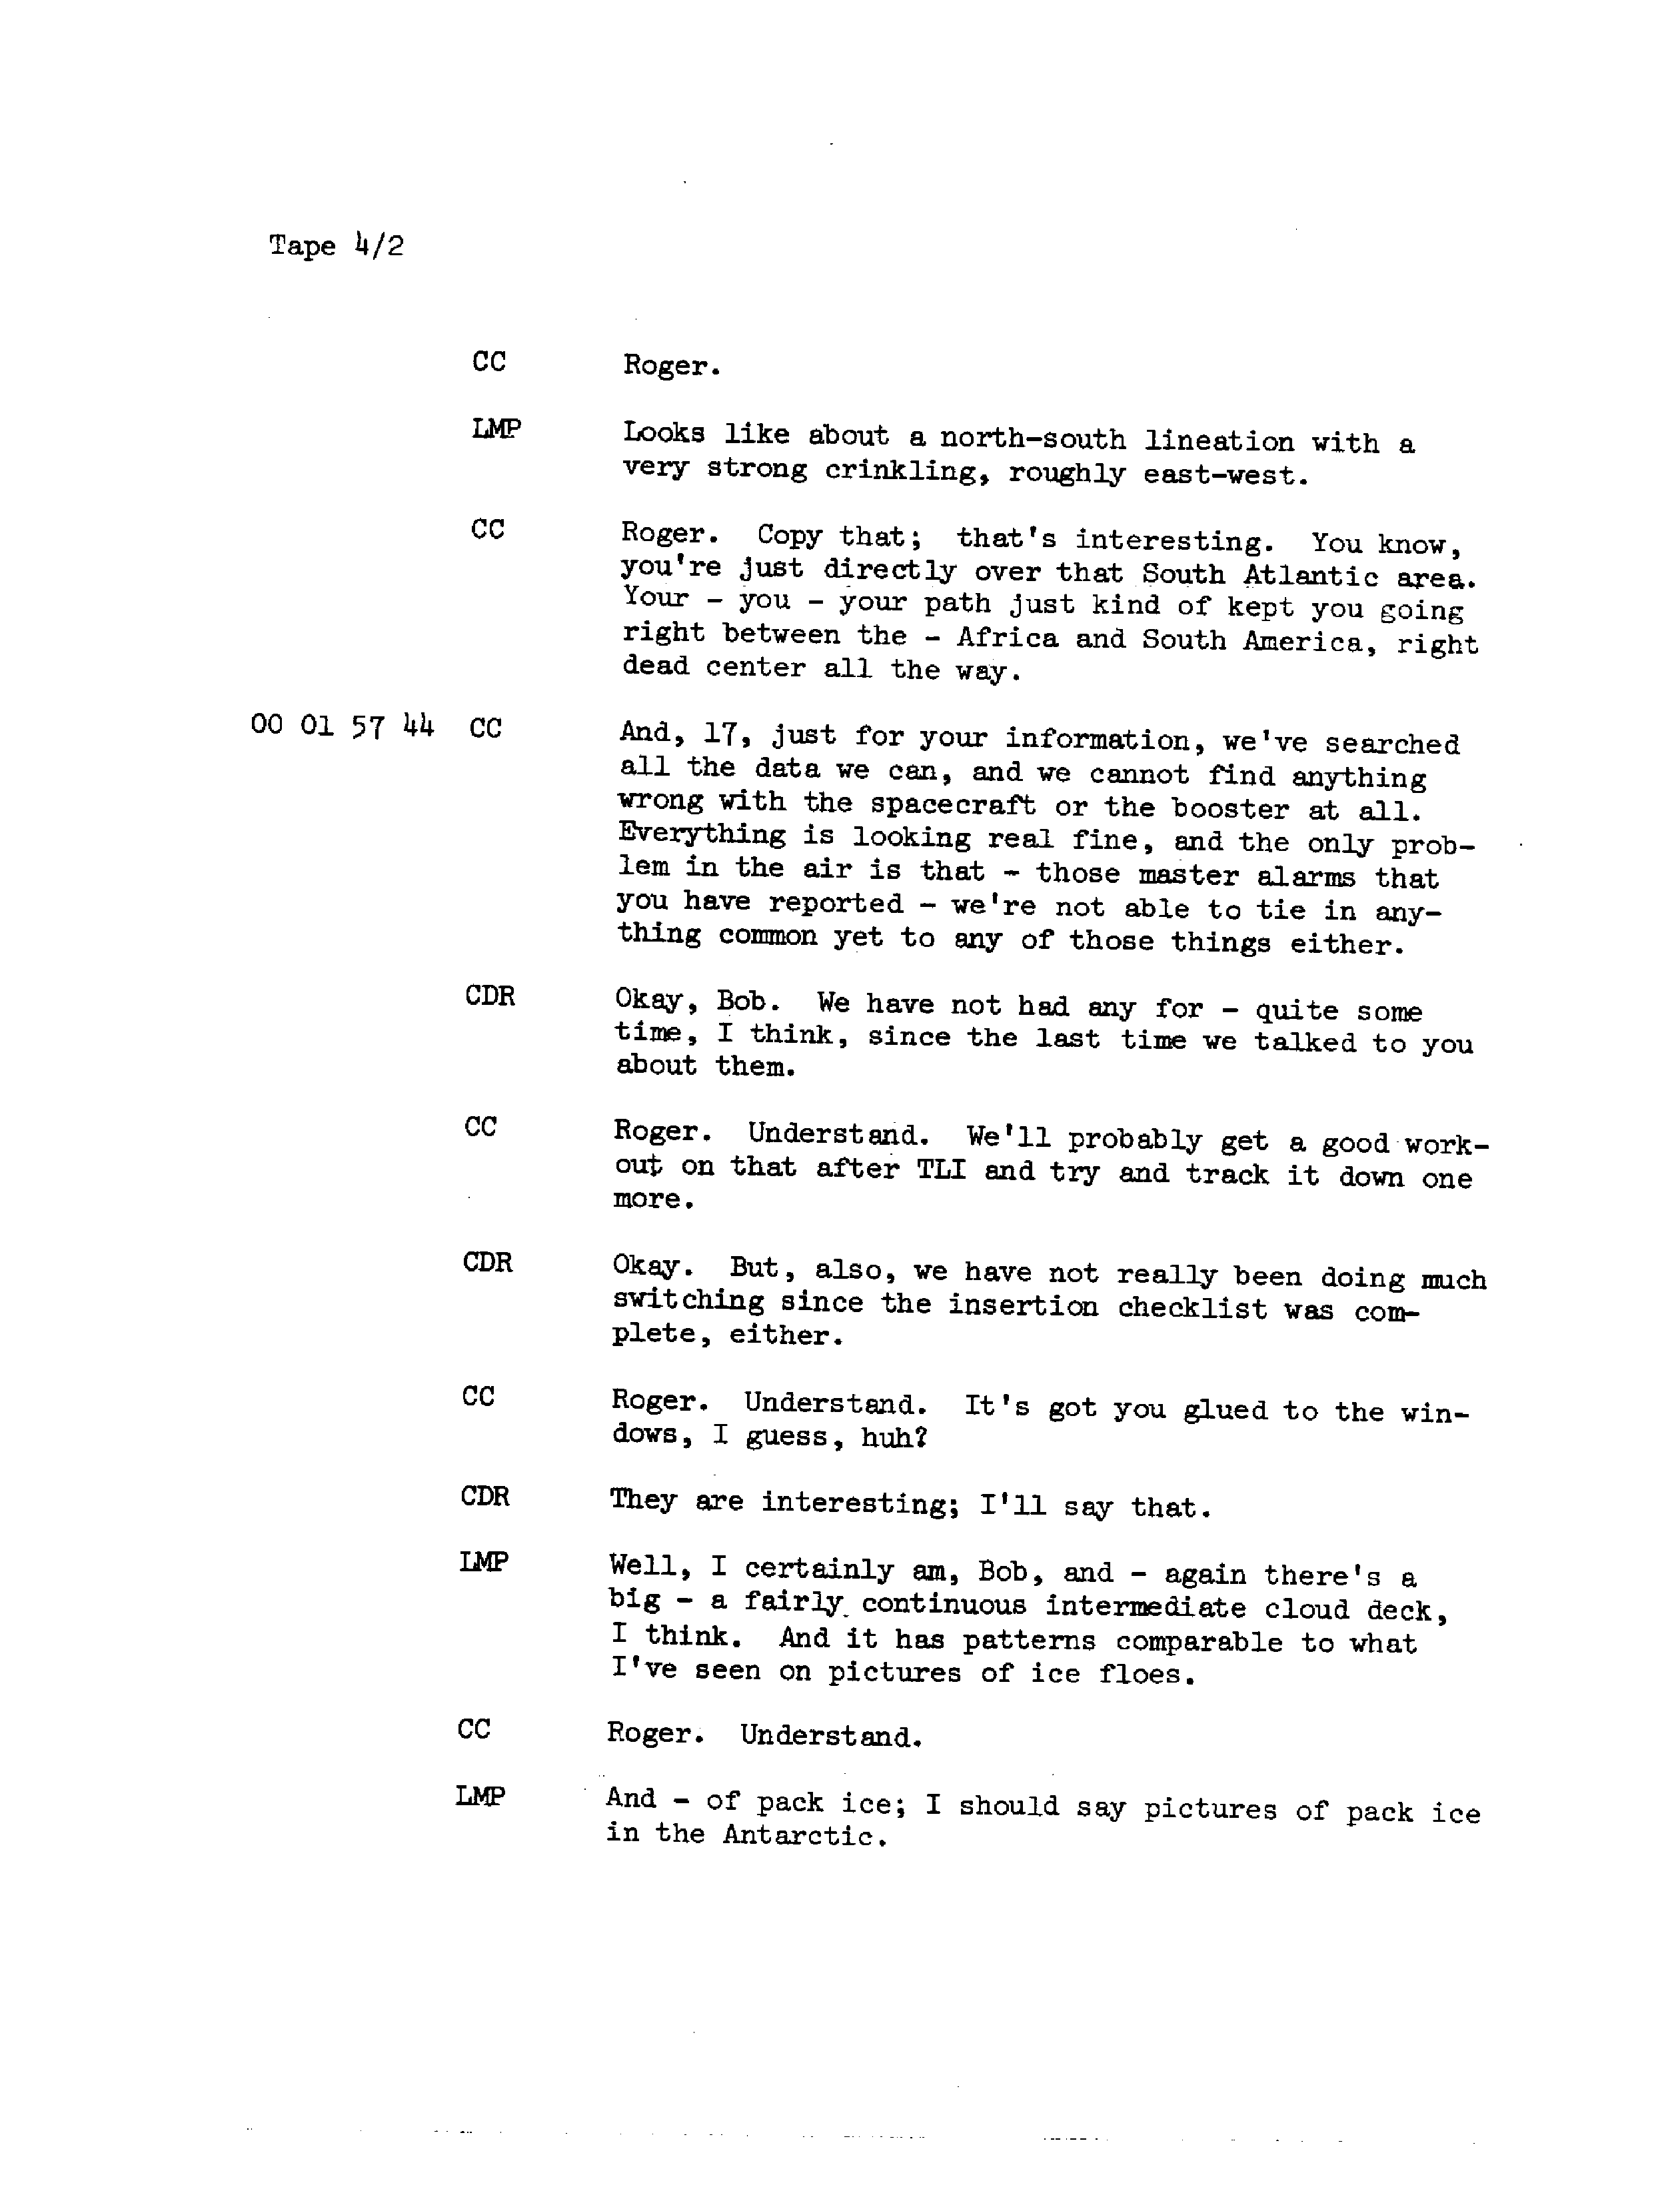 Tape 4/2
CC Roger.
LMP Looks like about a north-south lineation with a
very strong crinkling, roughly east-west.
CC Roger. Copy that; that's interesting. You know,
you're just directly over that South Atlantic area.
Your - you - your path just kind of kept you going
right between the - Africa and South America, right
dead center all the way.
00 01 57 44 CC And, 17, just for your information, we've searched
all the data we can, and we cannot find anything
wrong with the spacecraft or the booster at all.
Everything is looking real fine, and the only prob-
lem in the air is that - those master alarms that
you have reported - we're not able to tie in any-
thing common yet to any of those things either.
CDR Okay, Bob. We have not had any for - quite some
time, I think, since the last time we talked to you
about them.
CC Roger. Understand. We'll probably get a good work-
out on that after TLI and try and track it down one
more.
CDR Okay. But, also, we have not really been doing much
switching since the insertion checklist was com-
plete, either.
CC Roger. Understand. It's got you glued to the win-
dows, I guess, huh?
CDR They are interesting; I'll say that.
LMP Well, I certainly am, Bob, and - again there's a
big - a fairly continuous intermediate cloud deck,
I think. And it has patterns comparable to what
I've seen on pictures of ice floes.
CC Roger. Understand.
LMP And - of pack ice; I should say pictures of pack ice
in the Antarctic.